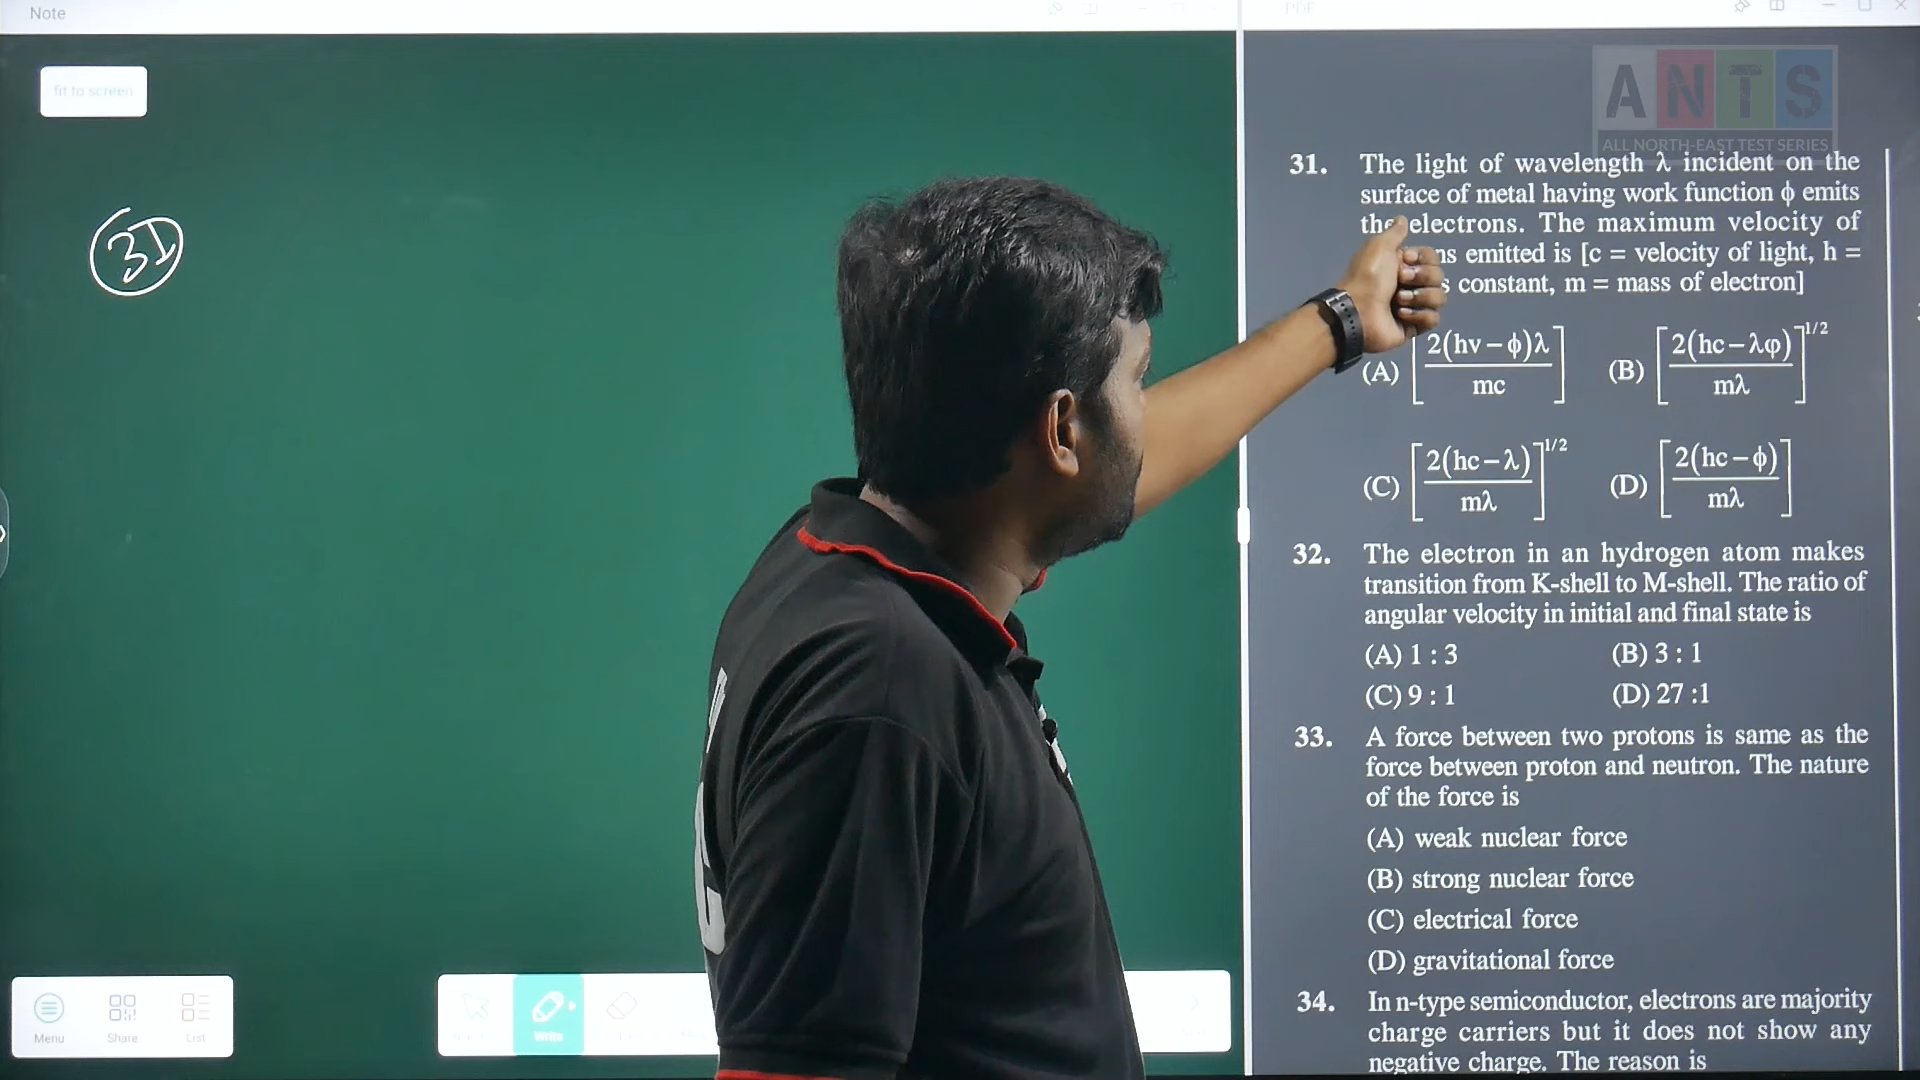 Note
PDF
fit to screen
31
ANTS
ALL NORTH-EAST TEST SERIES
31. The light of wavelength λ incident on the
surface of metal having work function ϕ emits
the electrons. The maximum velocity of
ns emitted is [c = velocity of light, h =
s constant, m = mass of electron]
(A) [2(hv – ϕ)λ / mc] (B) [2(hc – λφ) / mλ]^1/2
(C) [2(hc – λ) / mλ]^1/2 (D) [2(hc – ϕ) / mλ]
32. The electron in an hydrogen atom makes
transition from K-shell to M-shell. The ratio of
angular velocity in initial and final state is
(A) 1 : 3 (B) 3 : 1
(C) 9 : 1 (D) 27 :1
33. A force between two protons is same as the
force between proton and neutron. The nature
of the force is
(A) weak nuclear force
(B) strong nuclear force
(C) electrical force
(D) gravitational force
34. In n-type semiconductor, electrons are majority
charge carriers but it does not show any
negative charge. The reason is
Menu Share List Write